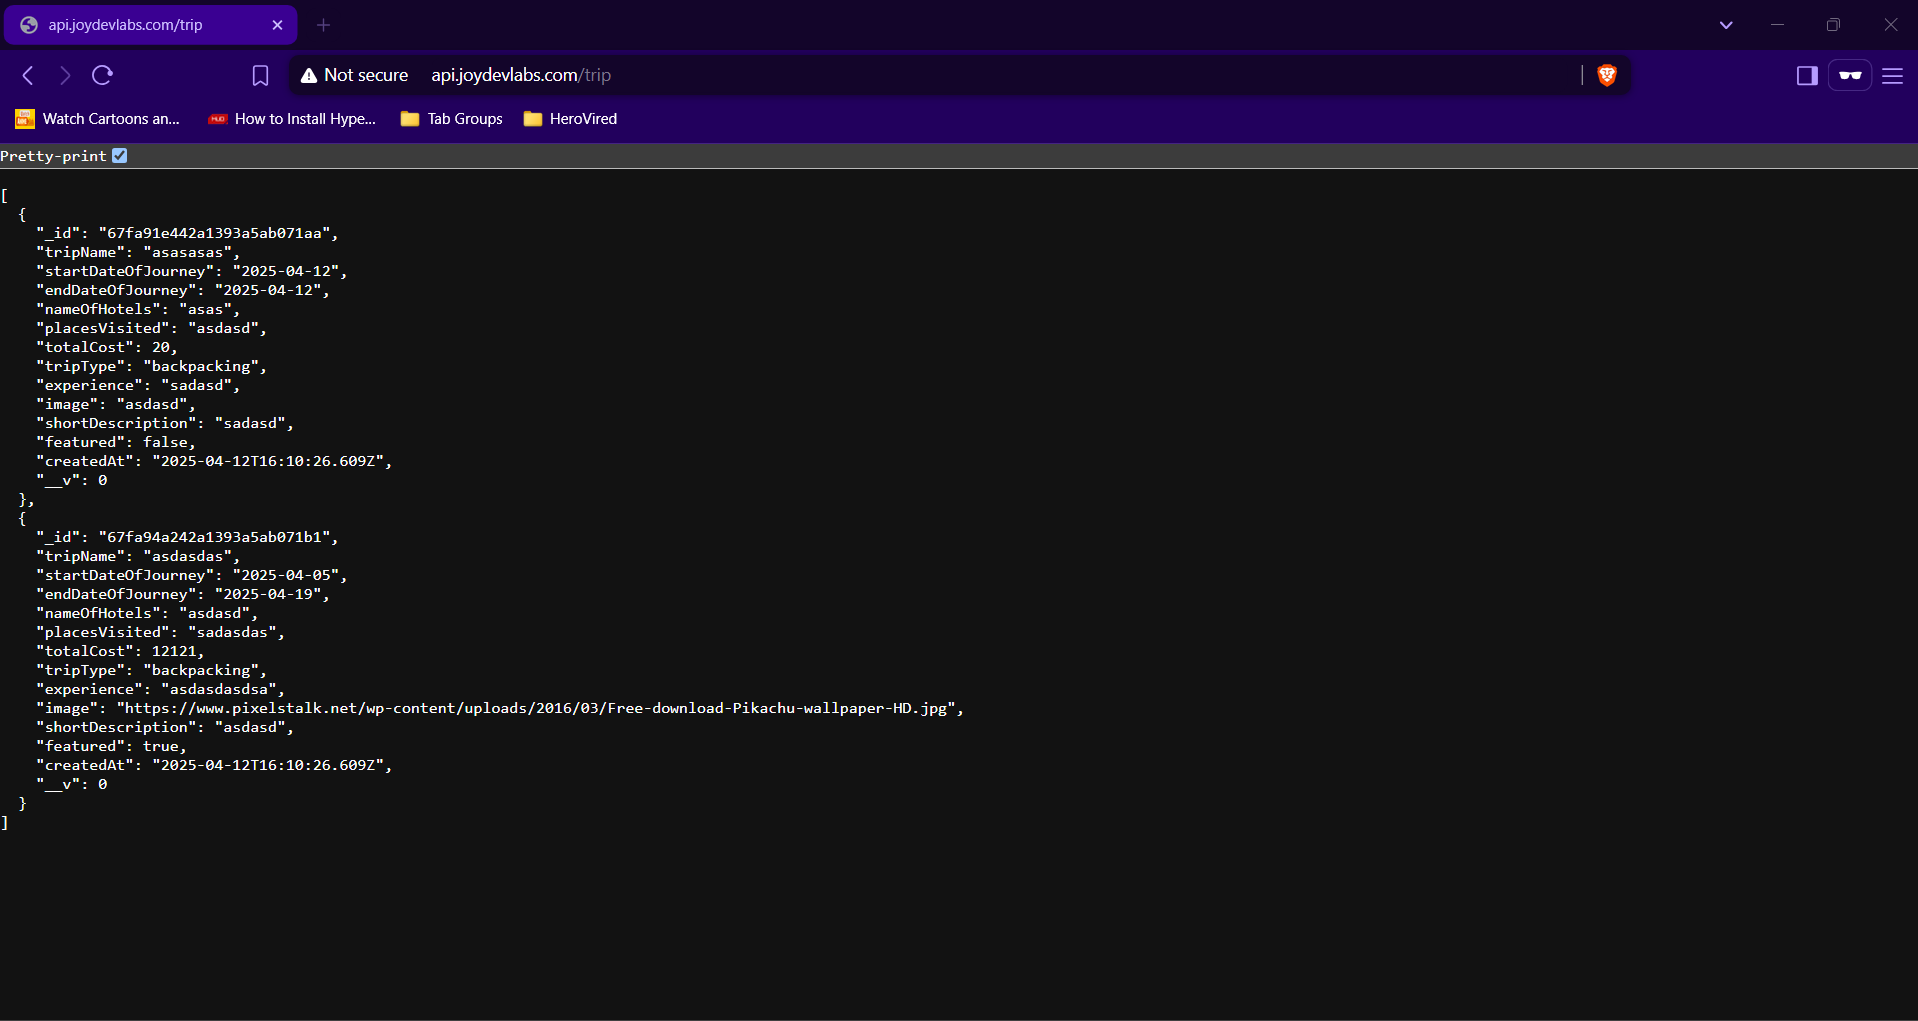 api.joydevlabs.com/trip
Not secure api.joydevlabs.com/trip
Watch Cartoons an... How to Install Hype... Tab Groups HeroVired
Pretty-print
[
  {
    "_id": "67fa91e442a1393a5ab071aa",
    "tripName": "asasasas",
    "startDateOfJourney": "2025-04-12",
    "endDateOfJourney": "2025-04-12",
    "nameOfHotels": "asas",
    "placesVisited": "asdasd",
    "totalCost": 20,
    "tripType": "backpacking",
    "experience": "sadasd",
    "image": "asdasd",
    "shortDescription": "sadasd",
    "featured": false,
    "createdAt": "2025-04-12T16:10:26.609Z",
    "__v": 0
  },
  {
    "_id": "67fa94a242a1393a5ab071b1",
    "tripName": "asdasdas",
    "startDateOfJourney": "2025-04-05",
    "endDateOfJourney": "2025-04-19",
    "nameOfHotels": "asdasd",
    "placesVisited": "sadasdas",
    "totalCost": 12121,
    "tripType": "backpacking",
    "experience": "asdasdasdsa",
    "image": "https://www.pixelstalk.net/wp-content/uploads/2016/03/Free-download-Pikachu-wallpaper-HD.jpg",
    "shortDescription": "asdasd",
    "featured": true,
    "createdAt": "2025-04-12T16:10:26.609Z",
    "__v": 0
  }
]